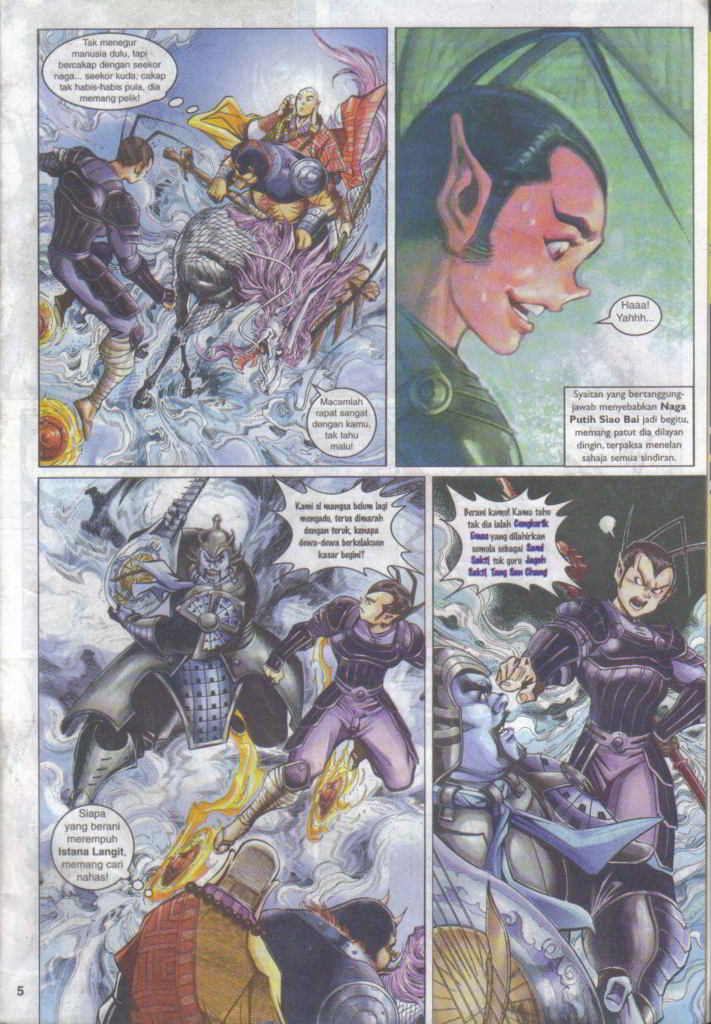 Tak menegur
manusia dulu, tapi
bercakap dengan seekor
naga... seekor kuda, cakap
tak habis-habis pula, dia
memang pelik!
Macamlah
rapat sangat
dengan kamu,
tak tahu
malu!
Haaa!
Yahhh...
Syaitan yang bertanggung-
jawab menyebabkan Naga
Putih Siao Bai jadi begitu,
memang patut dia dilayan
dingin, terpaksa menelan
sahaja semua sindiran.
Kami si mangsa belum lagi
mengadu, terus dimarah
dengan teruk, kenapa
dewa-dewa berkelakuan
kasar begini?
Siapa
yang berani
merempuh
Istana Langit,
memang cari
nahas!
Berani kamu! Kamu tahu
tak dia ialah Cengkerik
Emas yang dilahirkan
semula sebagai Sami
Sakti, tok guru Jagoh
Sakti, Tang San Chang!
5